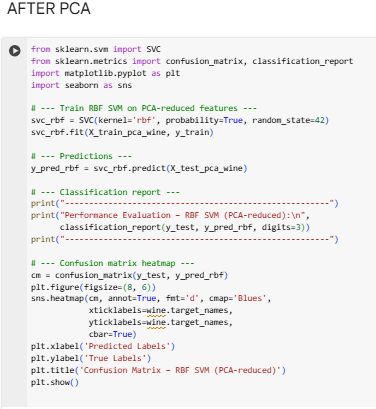 AFTER PCA
from sklearn.svm import SVC
from sklearn.metrics import confusion_matrix, classification_report
import matplotlib.pyplot as plt
import seaborn as sns
# --- Train RBF SVM on PCA-reduced features ---
svc_rbf = SVC(kernel='rbf', probability=True, random_state=42)
svc_rbf.fit(X_train_pca_wine, y_train)
# --- Predictions ---
y_pred_rbf = svc_rbf.predict(X_test_pca_wine)
# --- Classification report ---
print("-------------------------------------------------------")
print("Performance Evaluation – RBF SVM (PCA-reduced):\n",
classification_report(y_test, y_pred_rbf, digits=3))
print("-------------------------------------------------------")
# --- Confusion matrix heatmap ---
cm = confusion_matrix(y_test, y_pred_rbf)
plt.figure(figsize=(8, 6))
sns.heatmap(cm, annot=True, fmt='d', cmap='Blues',
xticklabels=wine.target_names,
yticklabels=wine.target_names,
cbar=True)
plt.xlabel('Predicted Labels')
plt.ylabel('True Labels')
plt.title('Confusion Matrix – RBF SVM (PCA-reduced)')
plt.show()